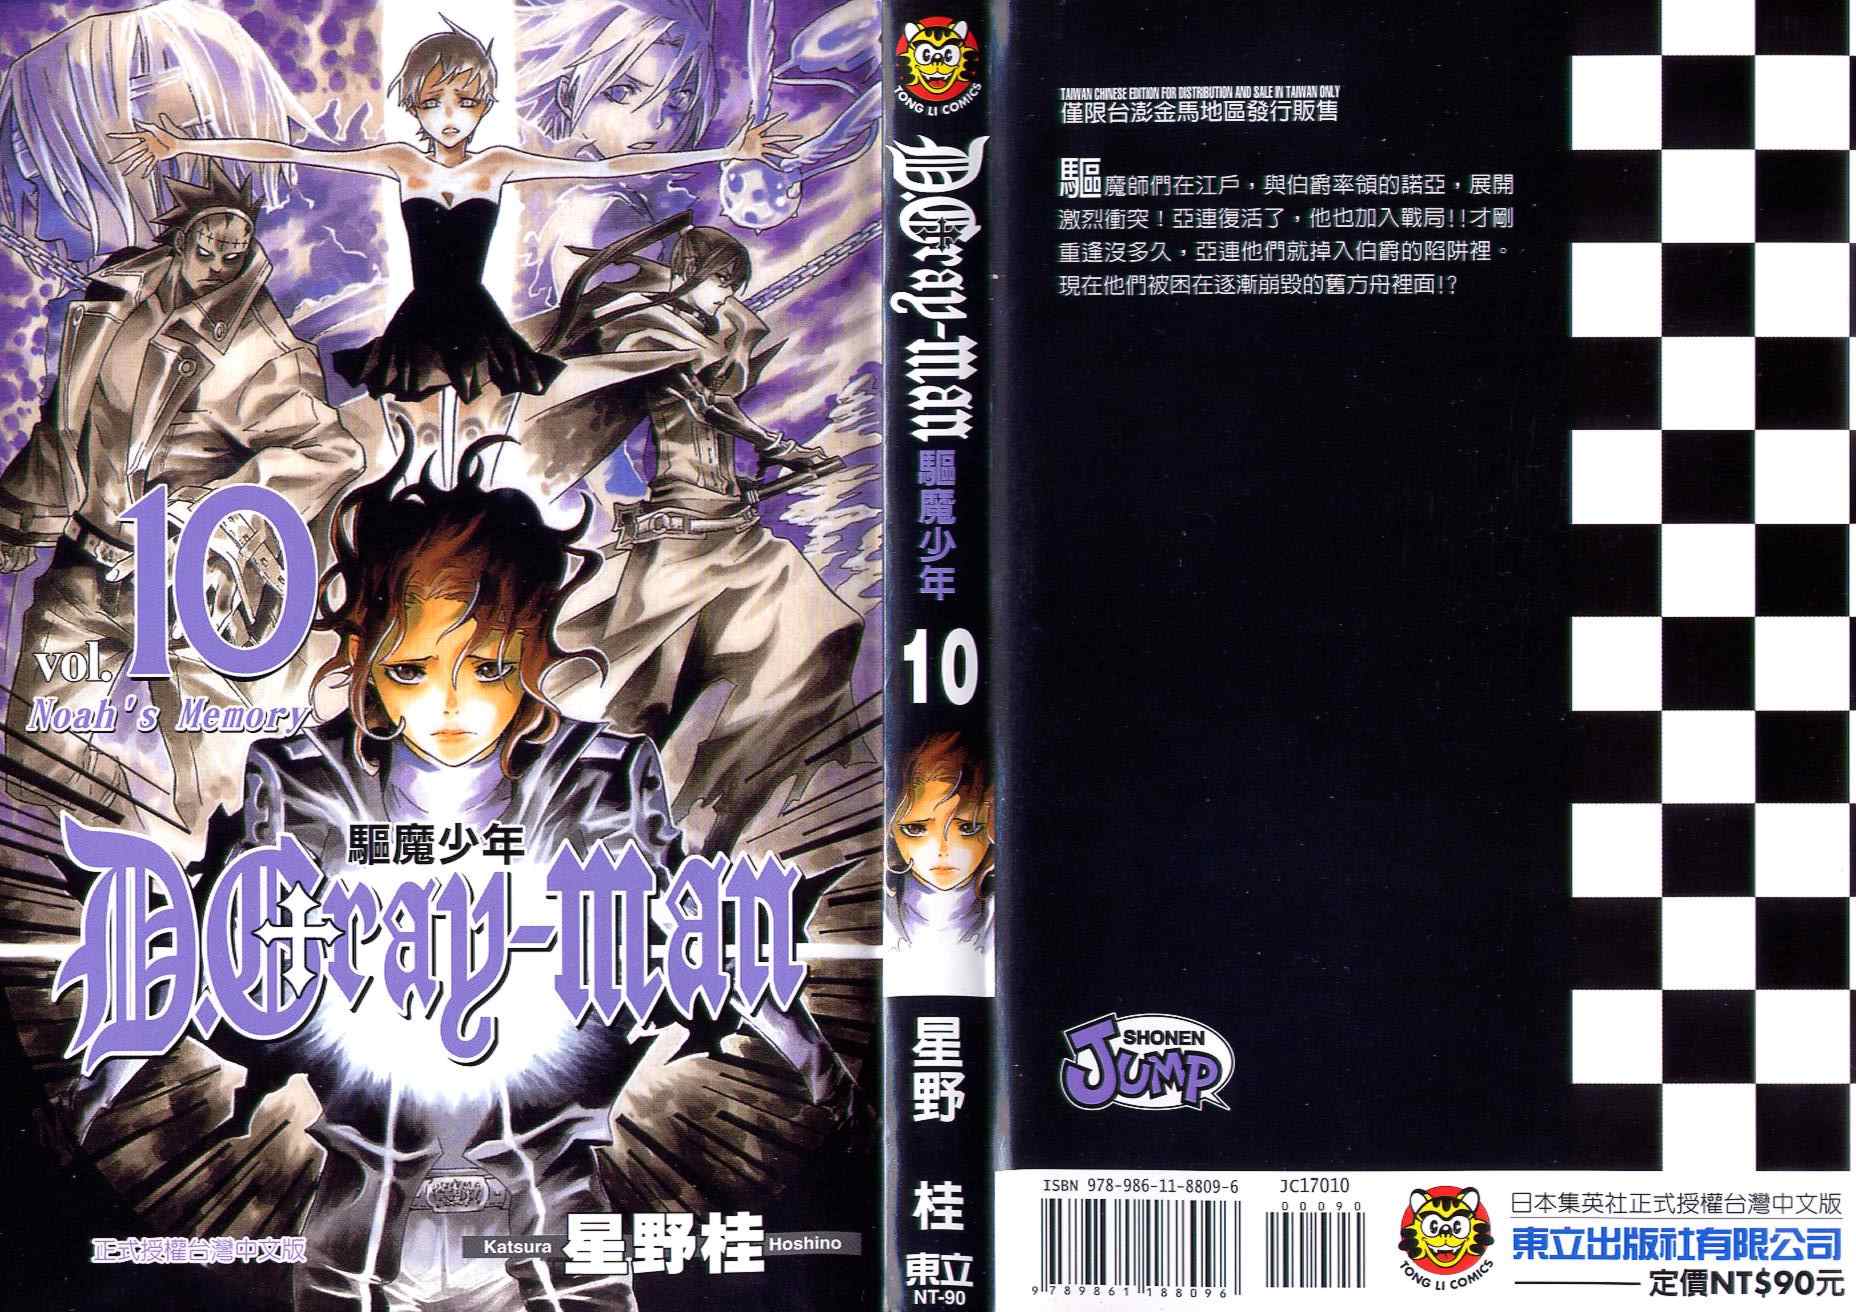 vol. 10
Noah's Memory
驅魔少年
D.Gray-man
正式授權台灣中文版
Katsura 星野桂 Hoshino
TONG LI COMICS
D.Gray-man
驅魔少年
10
星野
桂
東立
NT-90
TAIWAN CHINESE EDITION FOR DISTRIBUTION AND SALE IN TAIWAN ONLY
僅限台澎金馬地區發行販售
驅魔師們在江戶，與伯爵率領的諾亞，展開
激烈衝突！亞連復活了，他也加入戰局!!才剛
重逢沒多久，亞連他們就掉入伯爵的陷阱裡。
現在他們被困在逐漸崩毀的舊方舟裡面!?
SHONEN
JUMP
ISBN 978-986-11-8809-6
9 789861 188096
JC17010
00090
TONG LI COMICS
日本集英社正式授權台灣中文版
東立出版社有限公司
定價NT$90元